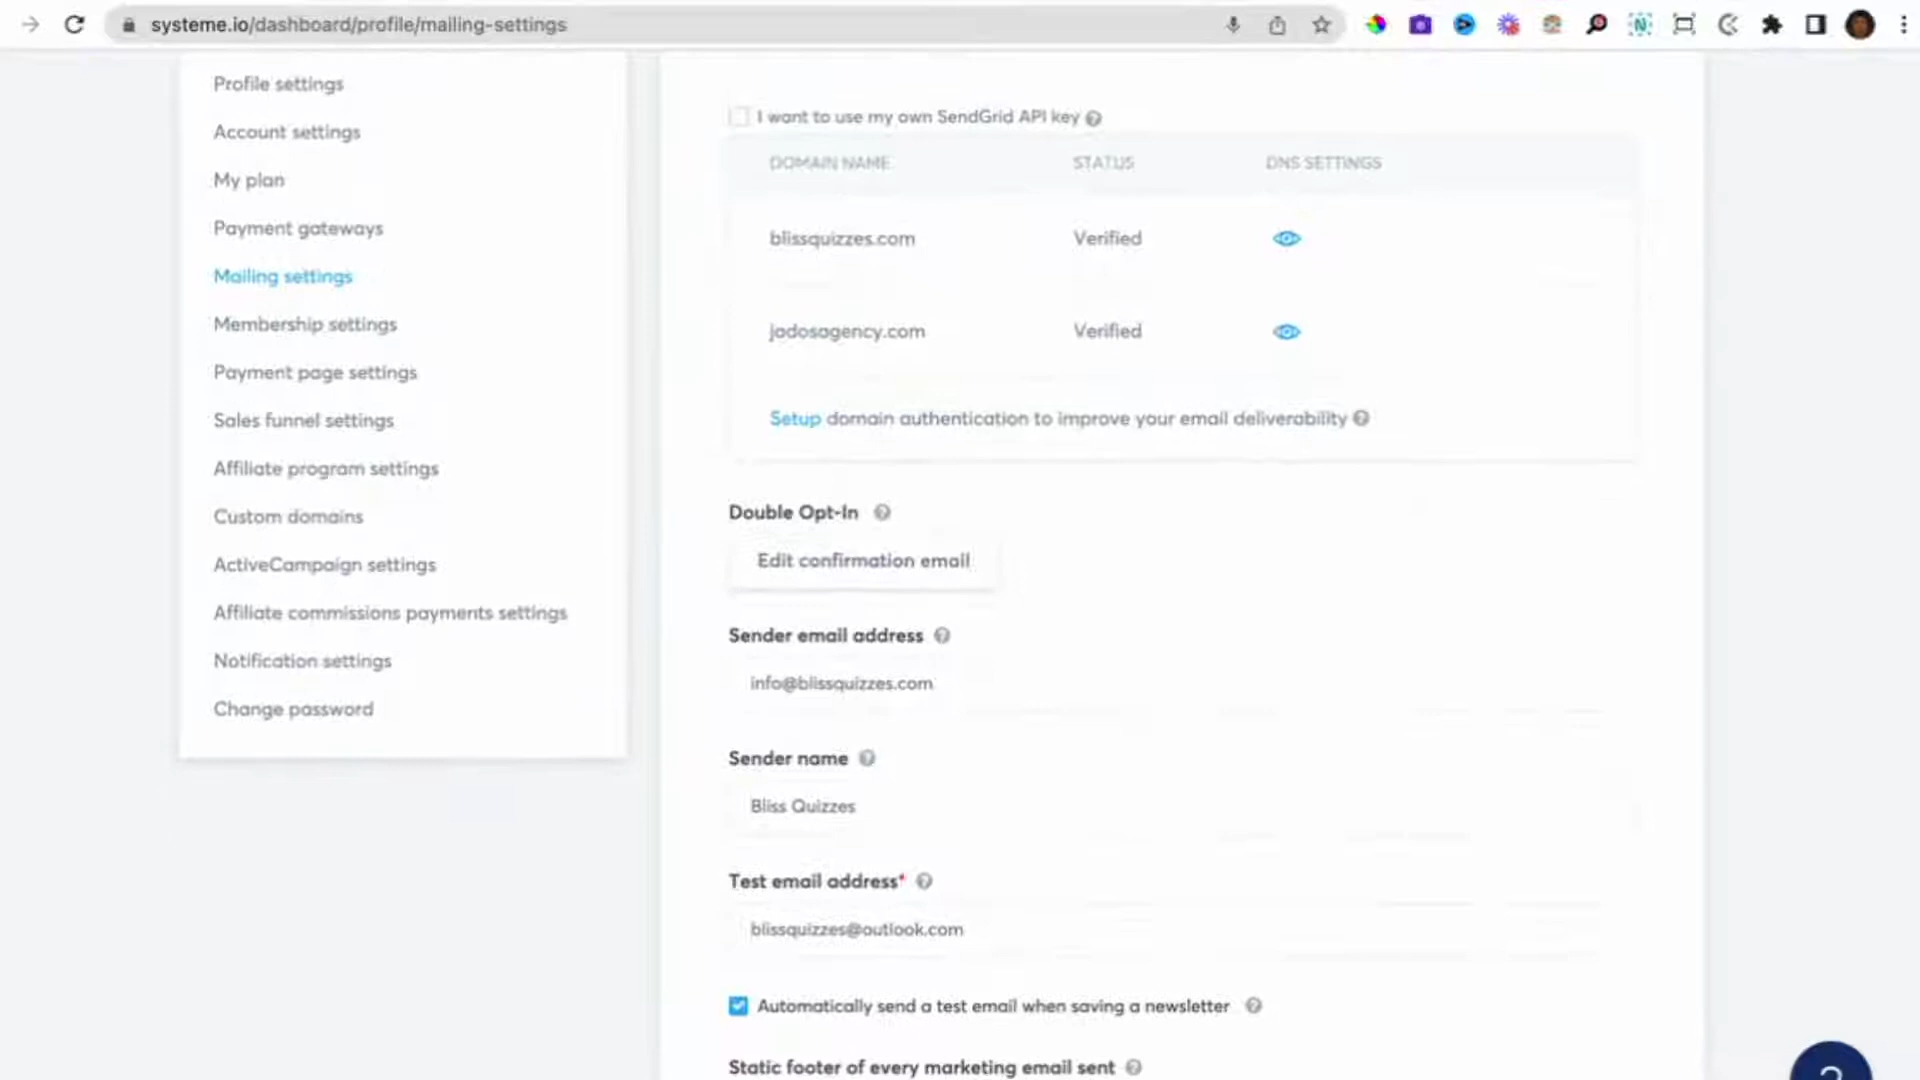 systeme.io/dashboard/profile/mailing-settings
Profile settings
Account settings
My plan
Payment gateways
Mailing settings
Membership settings
Payment page settings
Sales funnel settings
Affiliate program settings
Custom domains
ActiveCampaign settings
Affiliate commissions payments settings
Notification settings
Change password
I want to use my own SendGrid API key ?
DOMAIN NAME STATUS DNS SETTINGS
blissquizzes.com Verified
jadosagency.com Verified
Setup domain authentication to improve your email deliverability ?
Double Opt-In ?
Edit confirmation email
Sender email address ?
info@blissquizzes.com
Sender name ?
Bliss Quizzes
Test email address* ?
blissquizzes@outlook.com
Automatically send a test email when saving a newsletter ?
Static footer of every marketing email sent ?
?